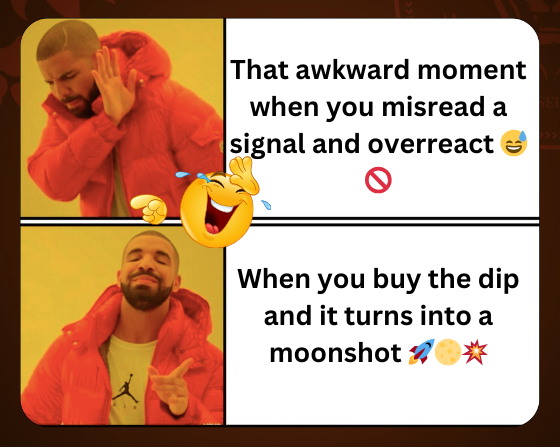 That awkward moment
when you misread a
signal and overreact 😅
🚫
When you buy the dip
and it turns into a
moonshot 🚀🌕💥